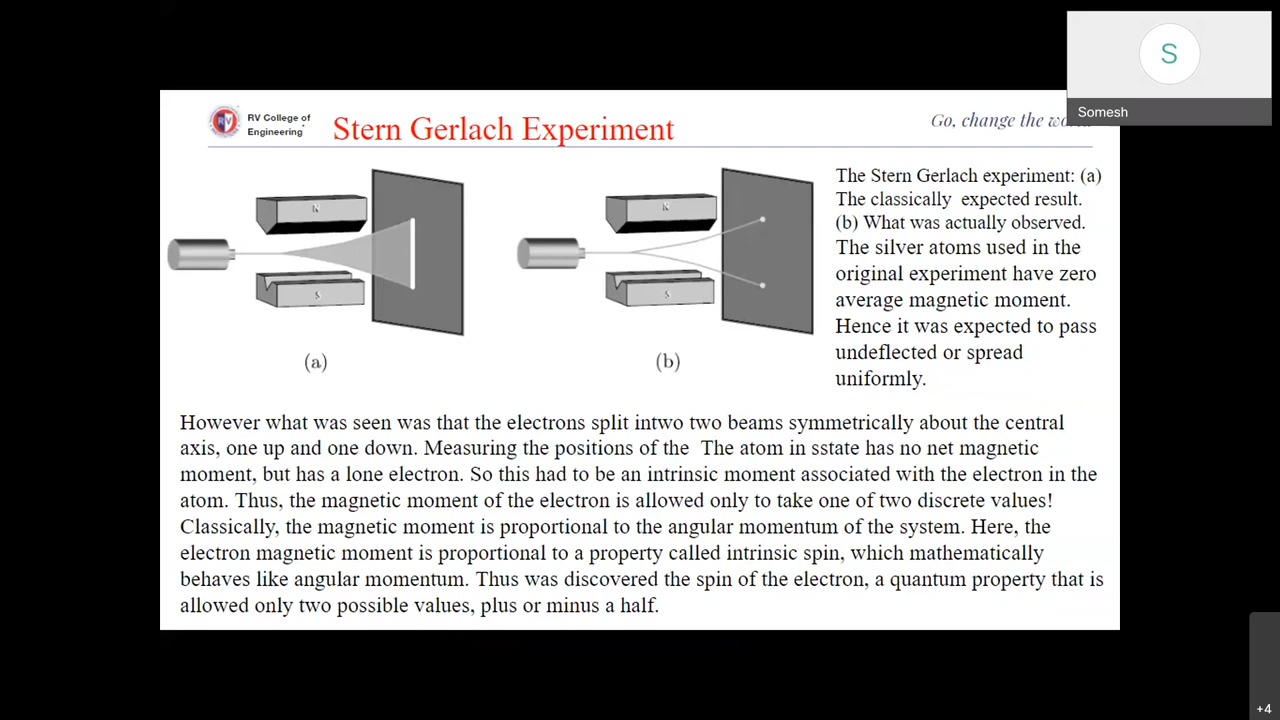 S
Somesh
RV College of
Engineering
Stern Gerlach Experiment
Go, change the wo
N
S
(a)
N
S
(b)
The Stern Gerlach experiment: (a)
The classically expected result.
(b) What was actually observed.
The silver atoms used in the
original experiment have zero
average magnetic moment.
Hence it was expected to pass
undeflected or spread
uniformly.
However what was seen was that the electrons split intwo two beams symmetrically about the central
axis, one up and one down. Measuring the positions of the The atom in sstate has no net magnetic
moment, but has a lone electron. So this had to be an intrinsic moment associated with the electron in the
atom. Thus, the magnetic moment of the electron is allowed only to take one of two discrete values!
Classically, the magnetic moment is proportional to the angular momentum of the system. Here, the
electron magnetic moment is proportional to a property called intrinsic spin, which mathematically
behaves like angular momentum. Thus was discovered the spin of the electron, a quantum property that is
allowed only two possible values, plus or minus a half.
+4